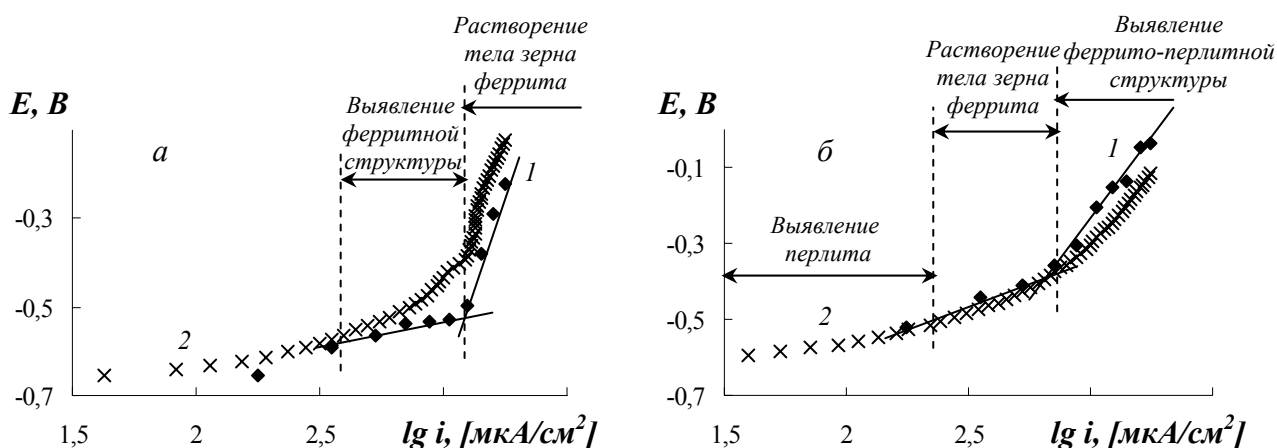 Растворение
тела зерна
феррита
E, В
Выявление
ферритной
структуры
а
1
-0,3
-0,5
2
-0,7
1,5
2
2,5
lg i, [мкА/см²]
Выявление
феррито-перлитной
структуры
Растворение
тела зерна
феррита
E, В
б
1
-0,1
Выявление
перлита
-0,3
-0,5
2
-0,7
1,5
2
2,5
lg i, [мкА/см²]